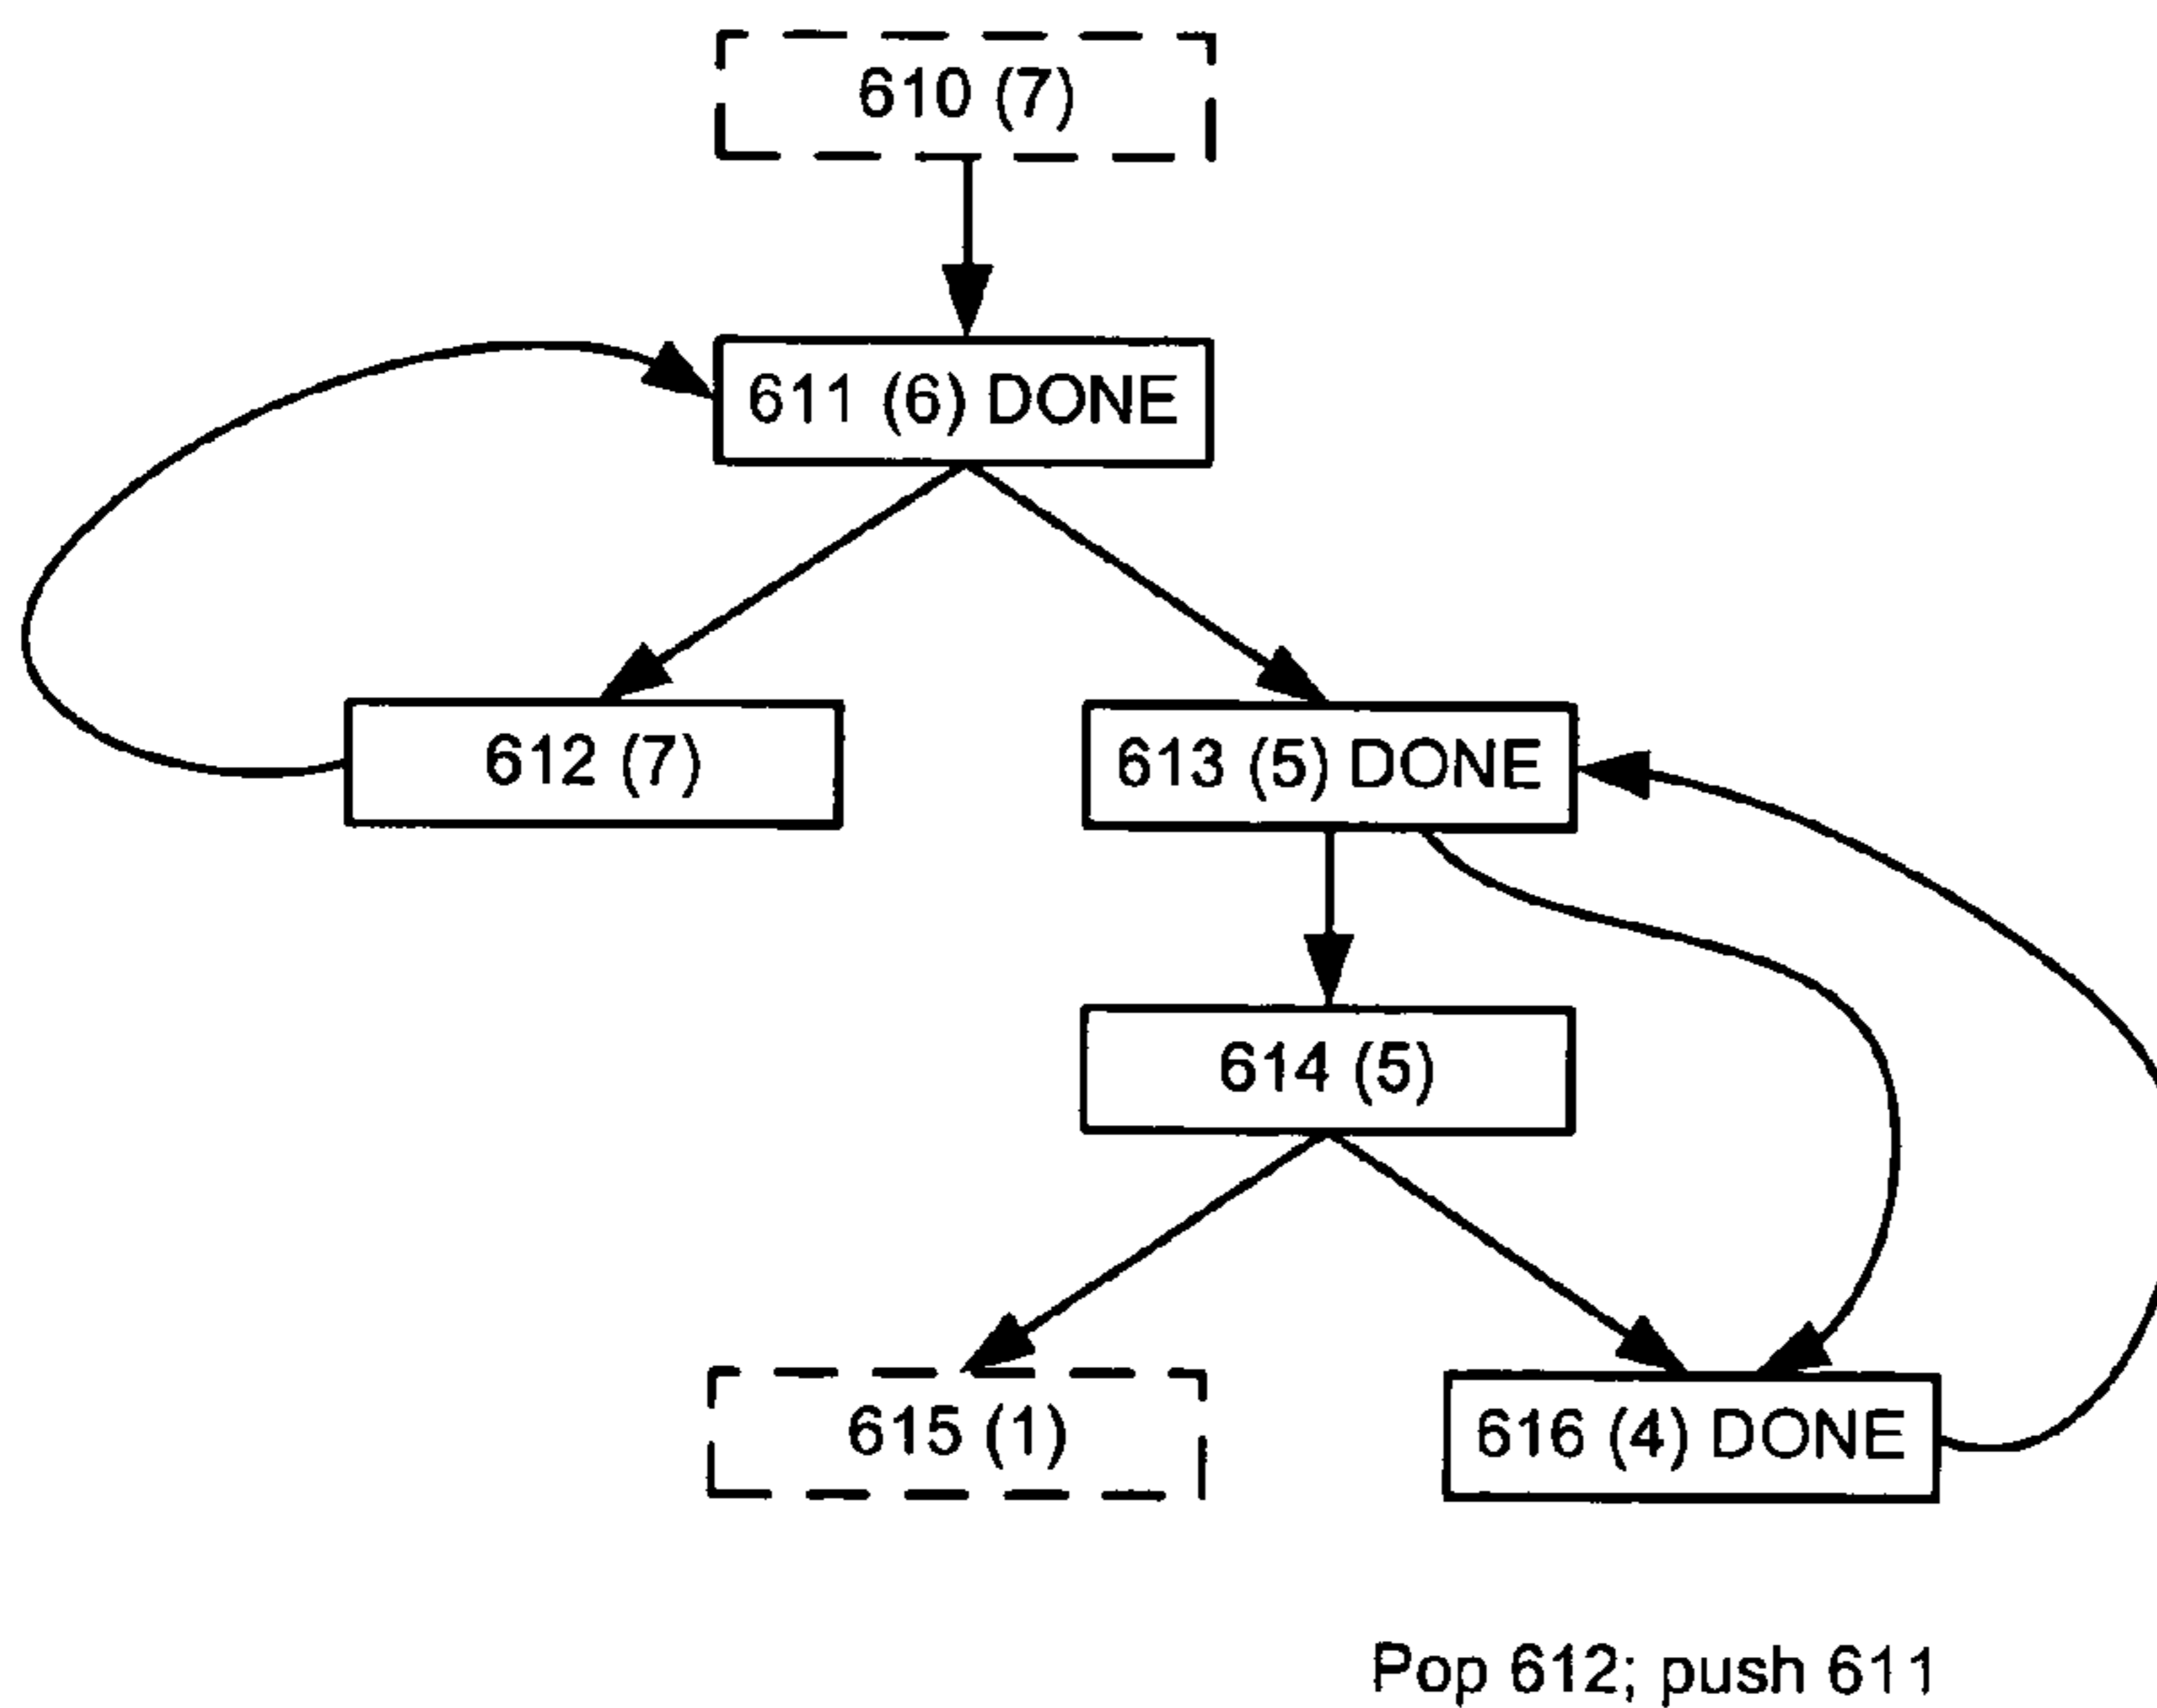 610 (7)
611 (6) DONE
612 (7)
613 (5) DONE
614 (5)
615 (1)
616 (4) DONE
Pop 612; push 611